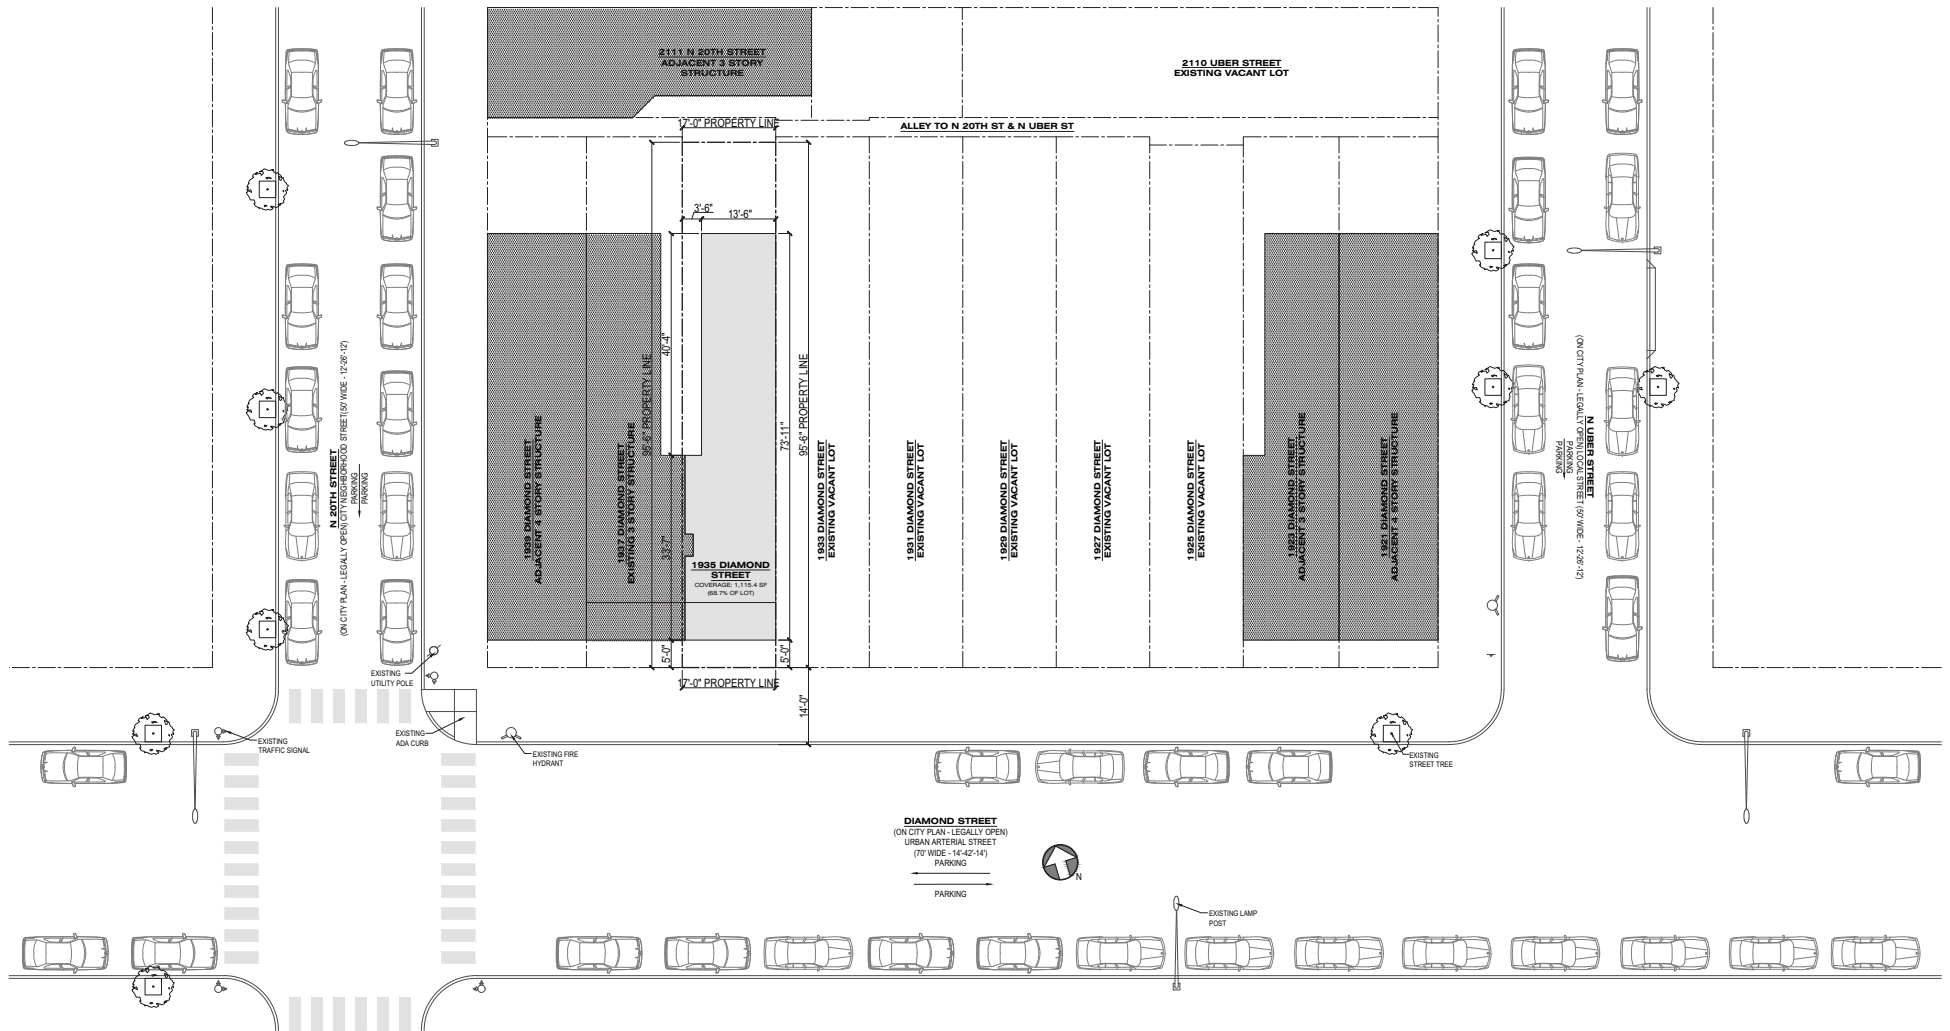 2111 N 20TH STREET
ADJACENT 3 STORY
STRUCTURE
2110 UBER STREET
EXISTING VACANT LOT
17'-0" PROPERTY LINE
ALLEY TO N 20TH ST & N UBER ST
3'-6"
13'-6"
40'-4"
95'-6" PROPERTY LINE
73'-11"
95'-6" PROPERTY LINE
33'-7"
5'-0"
5'-0"
17'-0" PROPERTY LINE
14'-0"
1939 DIAMOND STREET
ADJACENT 4 STORY STRUCTURE
1937 DIAMOND STREET
EXISTING 3 STORY STRUCTURE
1935 DIAMOND
STREET
COVERAGE: 1,115.4 SF
(68.7% OF LOT)
1933 DIAMOND STREET
EXISTING VACANT LOT
1931 DIAMOND STREET
EXISTING VACANT LOT
1929 DIAMOND STREET
EXISTING VACANT LOT
1927 DIAMOND STREET
EXISTING VACANT LOT
1925 DIAMOND STREET
EXISTING VACANT LOT
1923 DIAMOND STREET
ADJACENT 3 STORY STRUCTURE
1921 DIAMOND STREET
ADJACENT 4 STORY STRUCTURE
N 20TH STREET
(ON CITY PLAN - LEGALLY OPEN) CITY NEIGHBORHOOD STREET (50' WIDE - 12'-26'-12')
PARKING
PARKING
N UBER STREET
(ON CITY PLAN - LEGALLY OPEN) LOCAL STREET (50' WIDE - 12'-26'-12')
PARKING
PARKING
EXISTING
UTILITY POLE
EXISTING
TRAFFIC SIGNAL
EXISTING
ADA CURB
EXISTING FIRE
HYDRANT
EXISTING
STREET TREE
DIAMOND STREET
(ON CITY PLAN - LEGALLY OPEN)
URBAN ARTERIAL STREET
(70' WIDE - 14'-42'-14')
PARKING
PARKING
N
EXISTING LAMP
POST